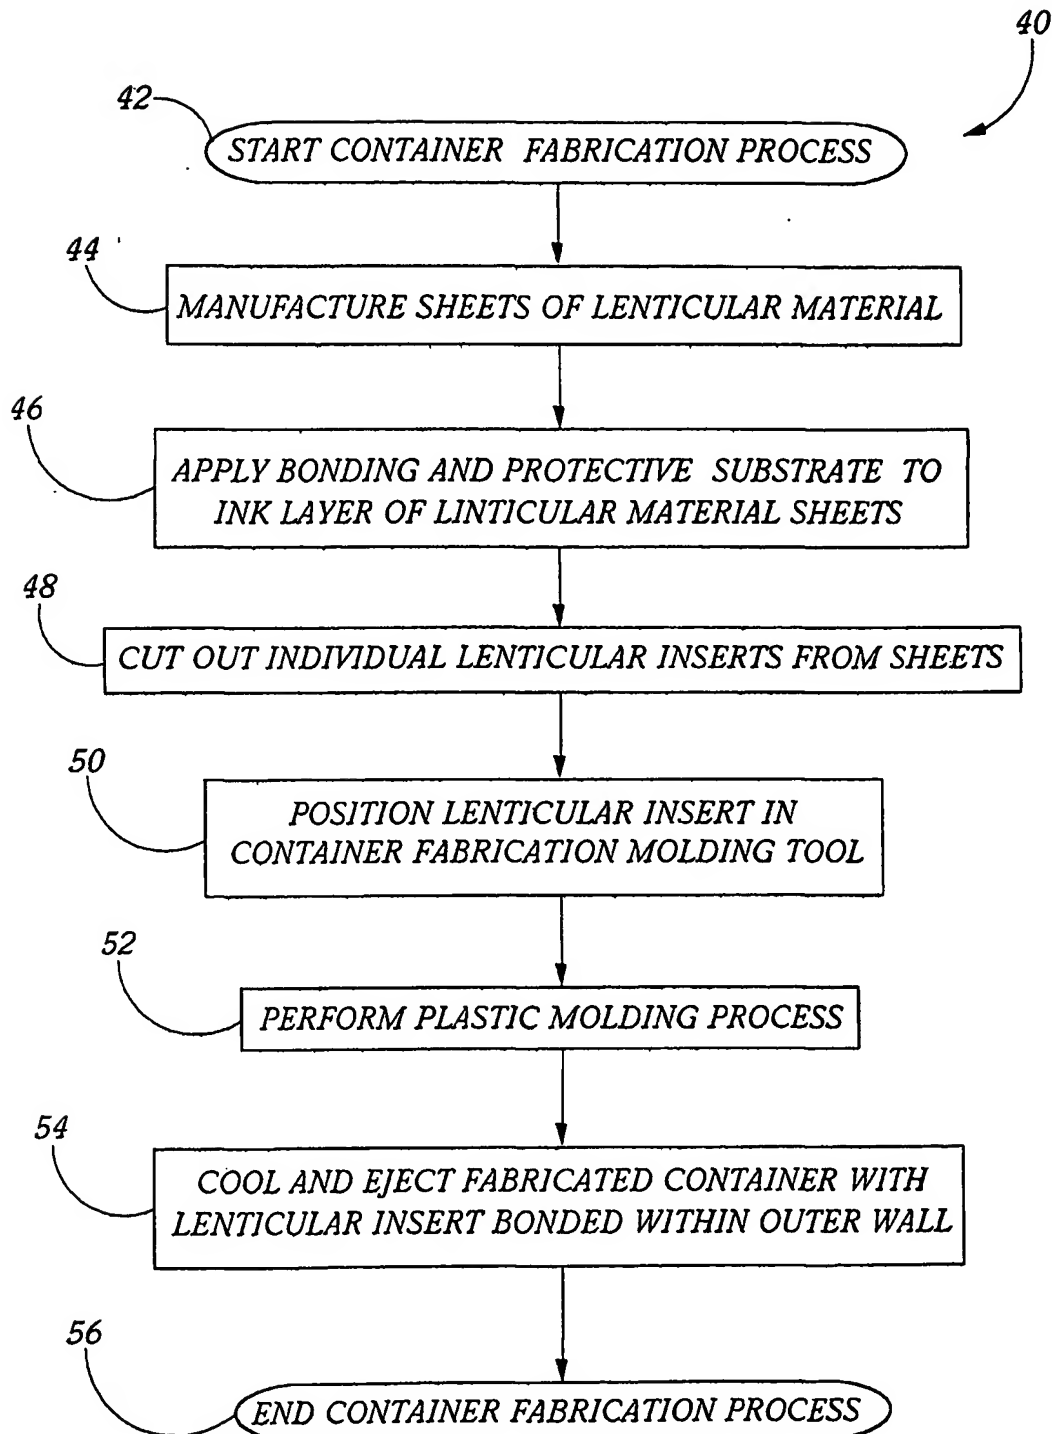 40
42
START CONTAINER FABRICATION PROCESS
44
MANUFACTURE SHEETS OF LENTICULAR MATERIAL
46
APPLY BONDING AND PROTECTIVE SUBSTRATE TO
INK LAYER OF LINTICULAR MATERIAL SHEETS
48
CUT OUT INDIVIDUAL LENTICULAR INSERTS FROM SHEETS
50
POSITION LENTICULAR INSERT IN
CONTAINER FABRICATION MOLDING TOOL
52
PERFORM PLASTIC MOLDING PROCESS
54
COOL AND EJECT FABRICATED CONTAINER WITH
LENTICULAR INSERT BONDED WITHIN OUTER WALL
56
END CONTAINER FABRICATION PROCESS